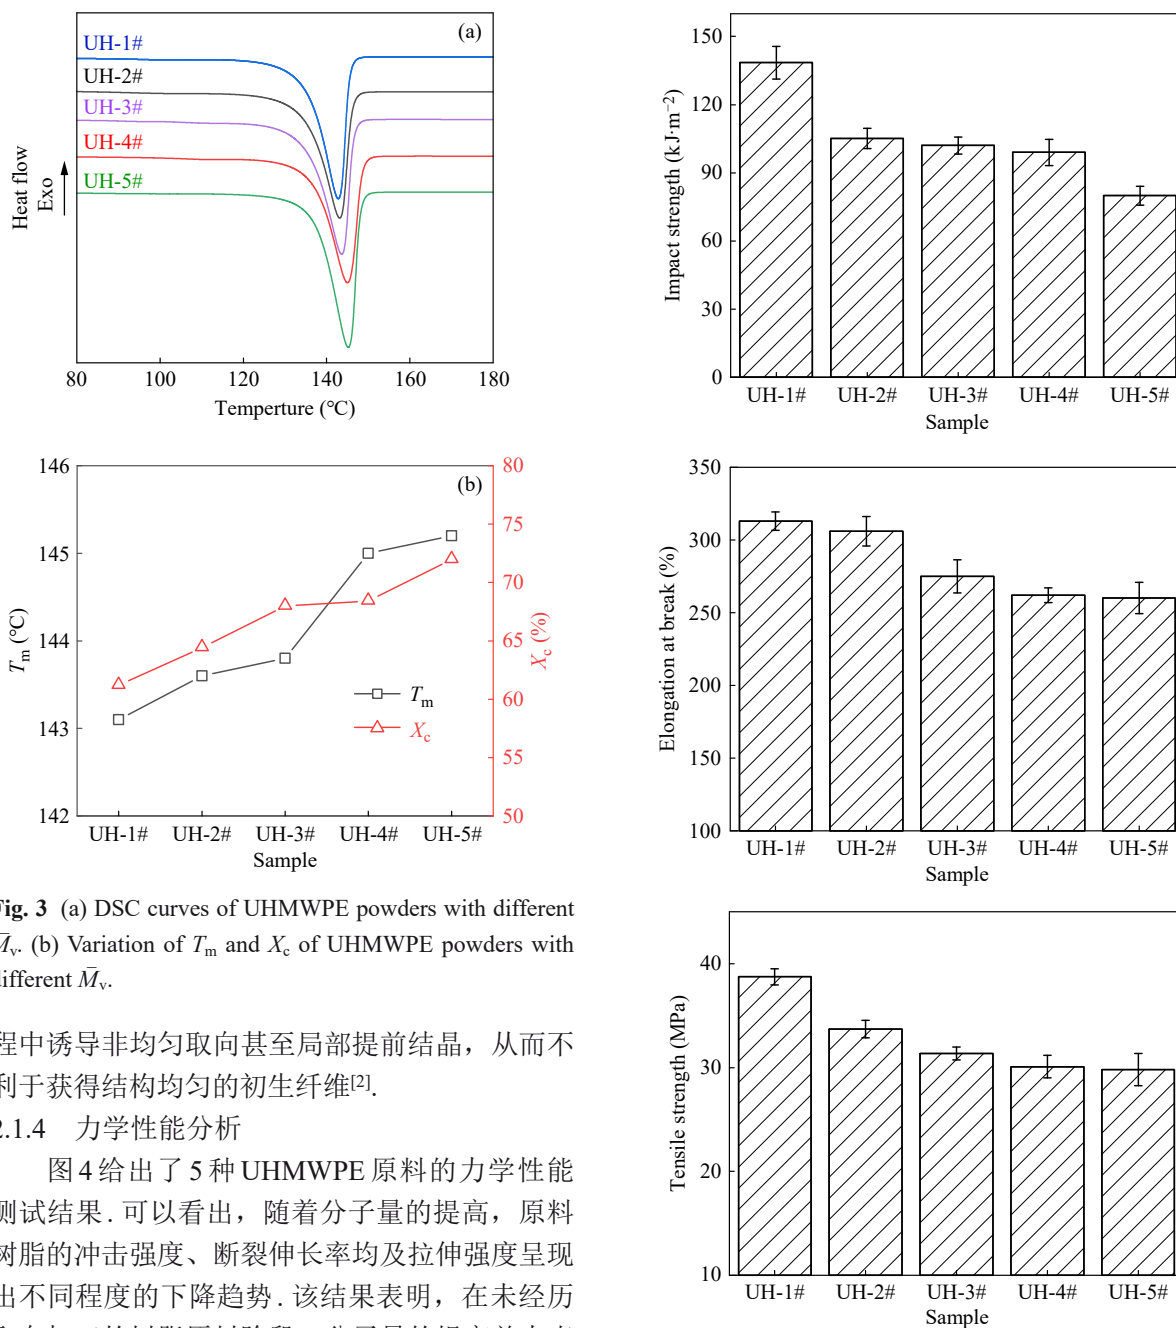 (a)
UH-1#
UH-2#
UH-3#
UH-4#
UH-5#
Heat flow
Exo
80 100 120 140 160 180
Temperture (℃)
146
145
144
143
142
T_m (℃)
(b)
80
75
70
65
60
55
50
X_c (%)
T_m
X_c
UH-1# UH-2# UH-3# UH-4# UH-5#
Sample
Fig. 3 (a) DSC curves of UHMWPE powders with different
M̄_v. (b) Variation of T_m and X_c of UHMWPE powders with
different M̄_v.
程中诱导非均匀取向甚至局部提前结晶，从而不
利于获得结构均匀的初生纤维[2].
2.1.4 力学性能分析
图4给出了5种UHMWPE原料的力学性能
测试结果.可以看出，随着分子量的提高，原料
树脂的冲击强度、断裂伸长率均及拉伸强度呈现
出不同程度的下降趋势.该结果表明，在未经历
150
120
90
60
30
0
Impact strength (kJ·m⁻²)
UH-1# UH-2# UH-3# UH-4# UH-5#
Sample
350
300
250
200
150
100
Elongation at break (%)
UH-1# UH-2# UH-3# UH-4# UH-5#
Sample
40
30
20
10
Tensile strength (MPa)
UH-1# UH-2# UH-3# UH-4# UH-5#
Sample